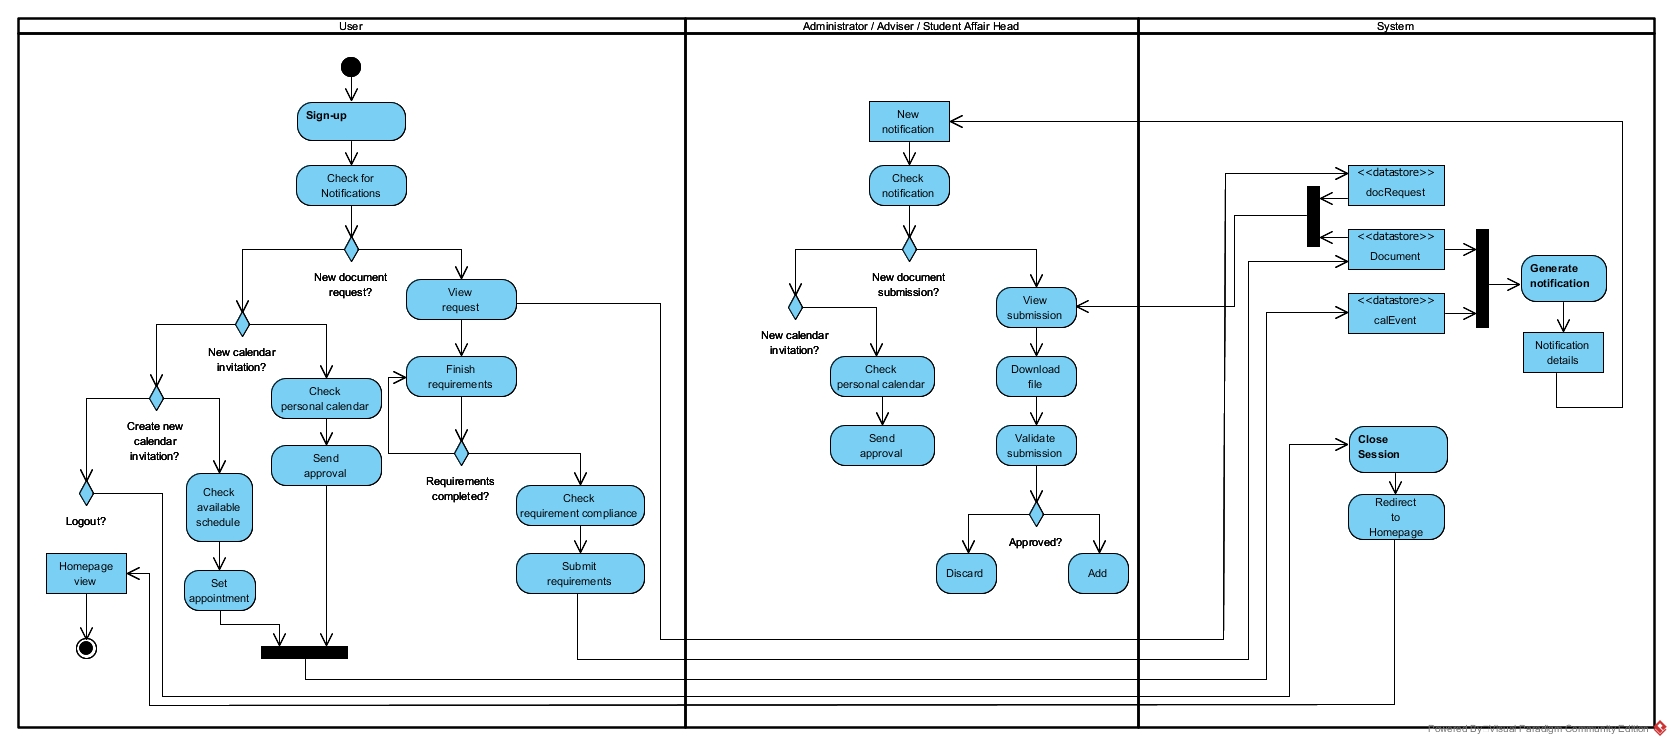 User
Administrator / Adviser / Student Affair Head
System
Sign-up
Check for
Notifications
New document
request?
View
request
New calendar
invitation?
Finish
requirements
Check
personal calendar
Create new
calendar
invitation?
Send
approval
Requirements
completed?
Check
available
schedule
Logout?
Check
requirement compliance
Homepage
view
Set
appointment
Submit
requirements
New
notification
Check
notification
New document
submission?
View
submission
New calendar
invitation?
Check
personal calendar
Download
file
Send
approval
Validate
submission
Approved?
Discard
Add
<<datastore>>
docRequest
<<datastore>>
Document
<<datastore>>
calEvent
Generate
notification
Notification
details
Close
Session
Redirect
to
Homepage
Powered By Visual Paradigm Community Edition